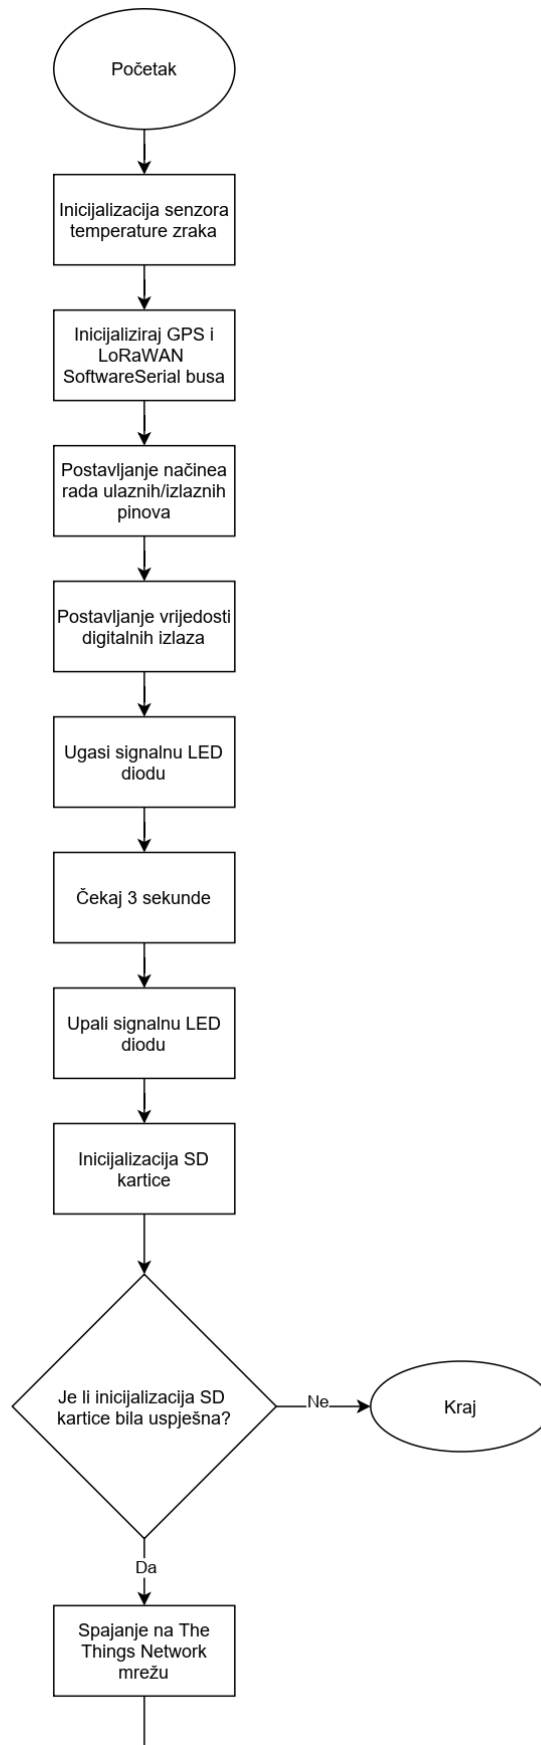 Početak
Inicijalizacija senzora
temperature zraka
Inicijaliziraj GPS i
LoRaWAN
SoftwareSerial busa
Postavljanje načinea
rada ulaznih/izlaznih
pinova
Postavljanje vrijedosti
digitalnih izlaza
Ugasi signalnu LED
diodu
Čekaj 3 sekunde
Upali signalnu LED
diodu
Inicijalizacija SD
kartice
Je li inicijalizacija SD
kartice bila uspješna?
Ne
Kraj
Da
Spajanje na The
Things Network
mrežu